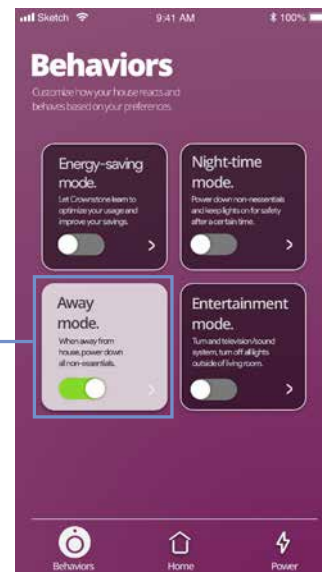 Sketch 9:41 AM 100%
Behaviors
Customize how your house reacts and
behaves based on your preferences.
Energy-saving
mode.
Let Crownstone learn to
optimize your usage and
improve your savings.
Night-time
mode.
Power down non-nessentials
and keep lights on for safety
after a certain time.
Away
mode.
When away from
house, power down
all non-essentials.
Entertainment
mode.
Turn and television/sound
system, turn off all lights
outside of living room.
Behaviors Home Power